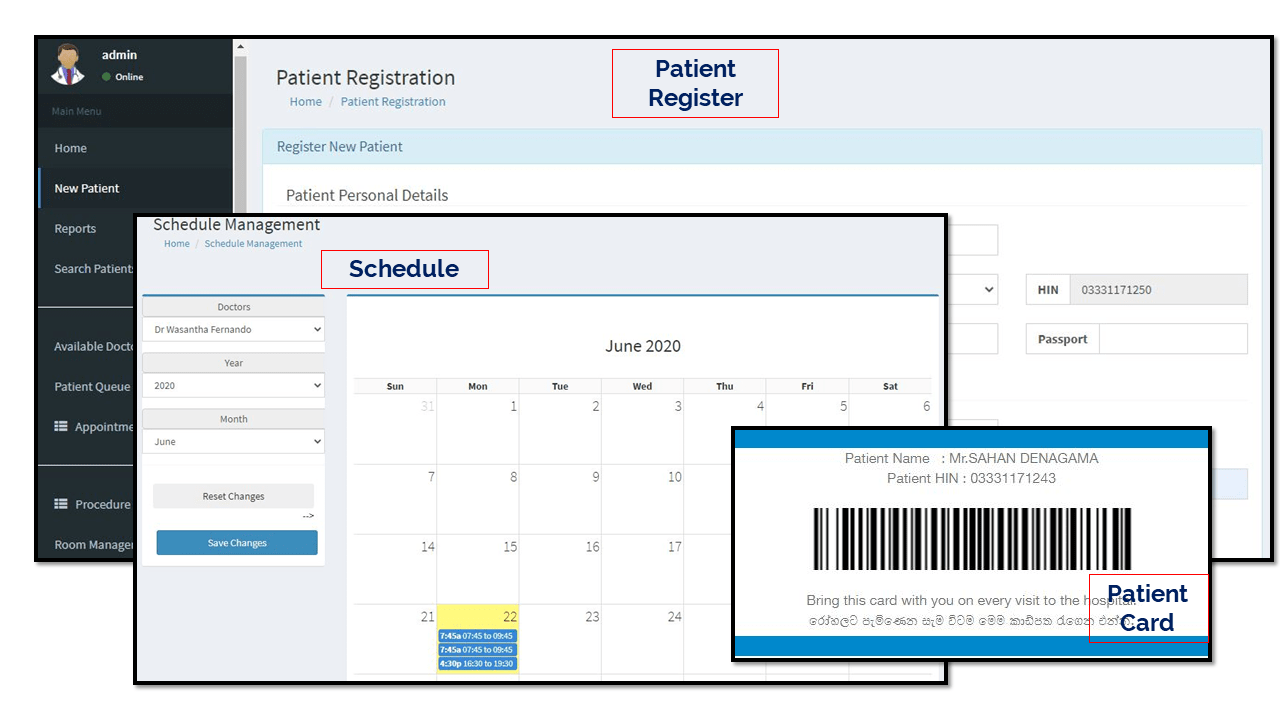 admin
Online
Main Menu
Home
New Patient
Reports
Search Patient
Available Docto
Patient Queue
Appointme
Procedure
Room Manage
Patient Registration
Home / Patient Registration
Patient
Register
Register New Patient
Patient Personal Details
HIN 03331171250
Passport
Schedule Management
Home / Schedule Management
Schedule
Doctors
Dr Wasantha Fernando
Year
2020
Month
June
Reset Changes
-->
Save Changes
June 2020
Sun Mon Tue Wed Thu Fri Sat
31 1 2 3 4 5 6
7 8 9 10
14 15 16 17
21 22 23 24
7:45a 07:45 to 09:45
7:45a 07:45 to 09:45
4:30p 16:30 to 19:30
Patient Name : Mr.SAHAN DENAGAMA
Patient HIN : 03331171243
Bring this card with you on every visit to the hospital.
රෝහලට පැමිණෙන සැම විටම මෙම කාඩ්පත රැගෙන එන්න.
Patient
Card